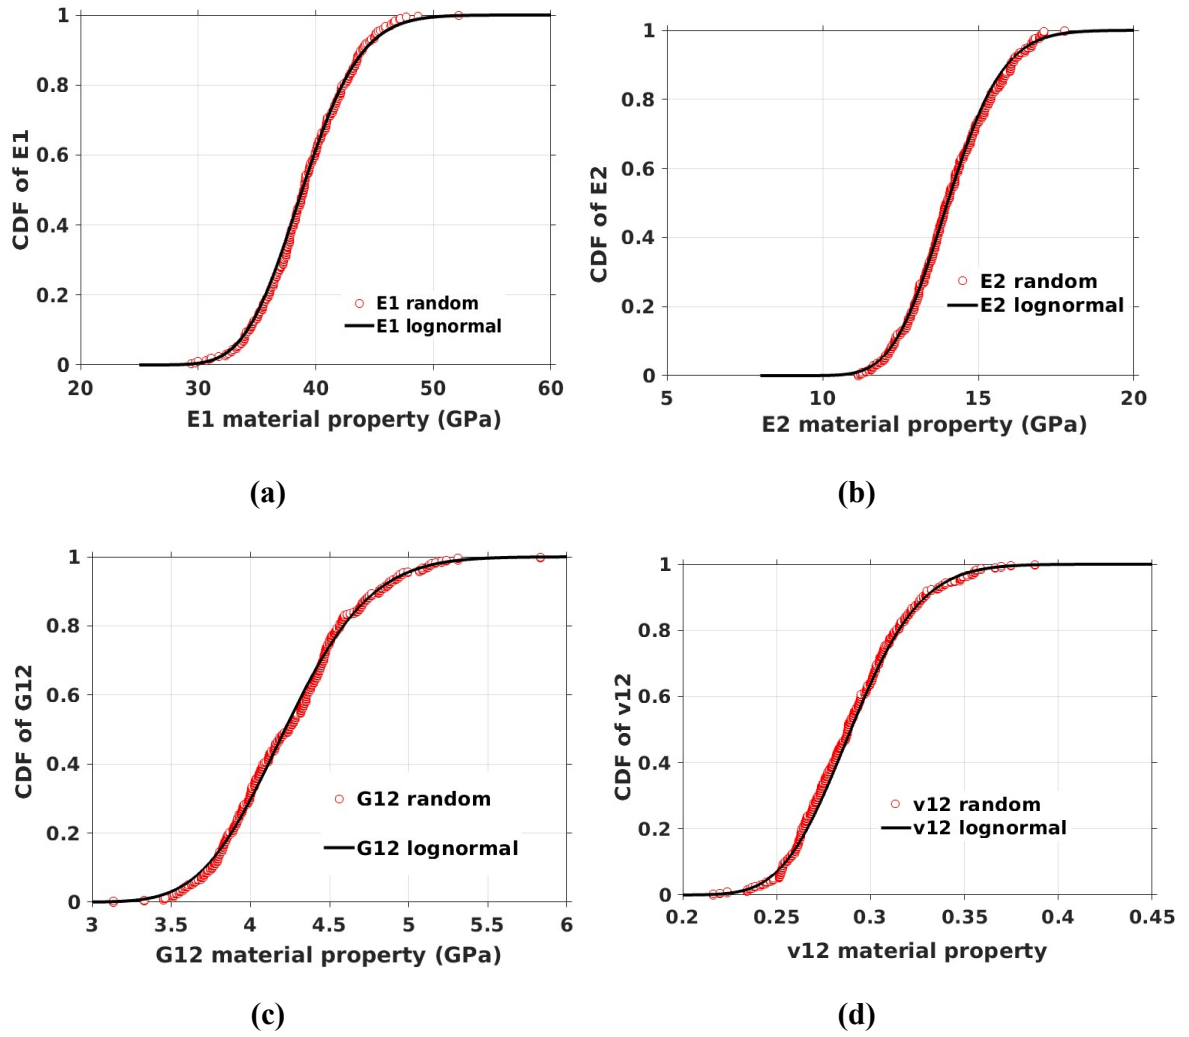 1
0.8
0.6
0.4
0.2
0
CDF of E1
E1 random
E1 lognormal
20 30 40 50 60
E1 material property (GPa)
(a)
1
0.8
0.6
0.4
0.2
0
CDF of E2
E2 random
E2 lognormal
5 10 15 20
E2 material property (GPa)
(b)
1
0.8
0.6
0.4
0.2
0
CDF of G12
G12 random
G12 lognormal
3 3.5 4 4.5 5 5.5 6
G12 material property (GPa)
(c)
1
0.8
0.6
0.4
0.2
0
CDF of v12
v12 random
v12 lognormal
0.2 0.25 0.3 0.35 0.4 0.45
v12 material property
(d)